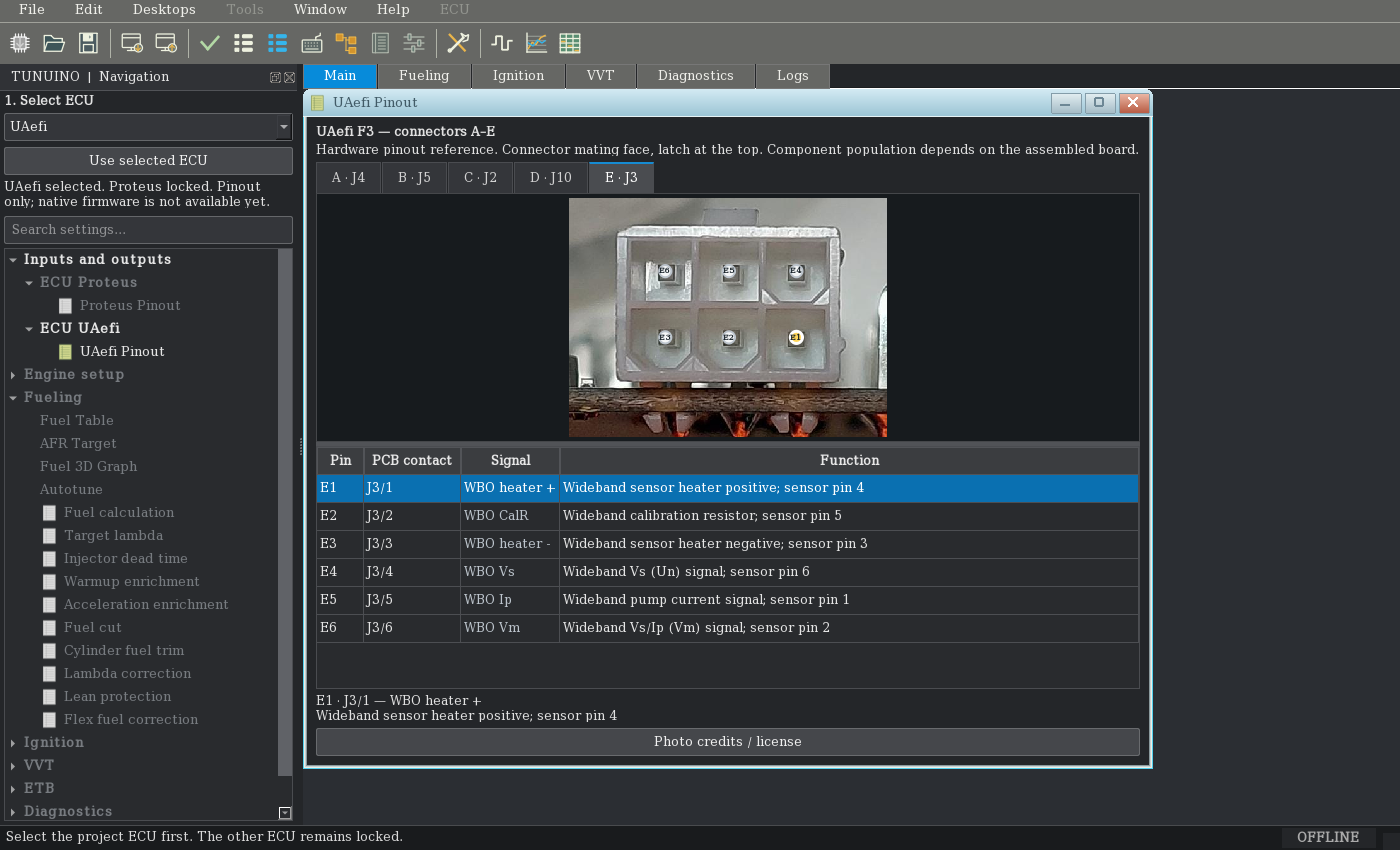 File Edit Desktops Tools Window Help ECU
TUNUINO | Navigation
1. Select ECU
UAefi
Use selected ECU
UAefi selected. Proteus locked. Pinout
only; native firmware is not available yet.
Search settings...
Inputs and outputs
ECU Proteus
Proteus Pinout
ECU UAefi
UAefi Pinout
Engine setup
Fueling
Fuel Table
AFR Target
Fuel 3D Graph
Autotune
Fuel calculation
Target lambda
Injector dead time
Warmup enrichment
Acceleration enrichment
Fuel cut
Cylinder fuel trim
Lambda correction
Lean protection
Flex fuel correction
Ignition
VVT
ETB
Diagnostics
Main Fueling Ignition VVT Diagnostics Logs
UAefi Pinout
UAefi F3 — connectors A–E
Hardware pinout reference. Connector mating face, latch at the top. Component population depends on the assembled board.
A · J4 B · J5 C · J2 D · J10 E · J3
E6 E5 E4
E3 E2 E1
Pin PCB contact Signal Function
E1 J3/1 WBO heater + Wideband sensor heater positive; sensor pin 4
E2 J3/2 WBO CalR Wideband calibration resistor; sensor pin 5
E3 J3/3 WBO heater - Wideband sensor heater negative; sensor pin 3
E4 J3/4 WBO Vs Wideband Vs (Un) signal; sensor pin 6
E5 J3/5 WBO Ip Wideband pump current signal; sensor pin 1
E6 J3/6 WBO Vm Wideband Vs/Ip (Vm) signal; sensor pin 2
E1 · J3/1 — WBO heater +
Wideband sensor heater positive; sensor pin 4
Photo credits / license
Select the project ECU first. The other ECU remains locked.
OFFLINE